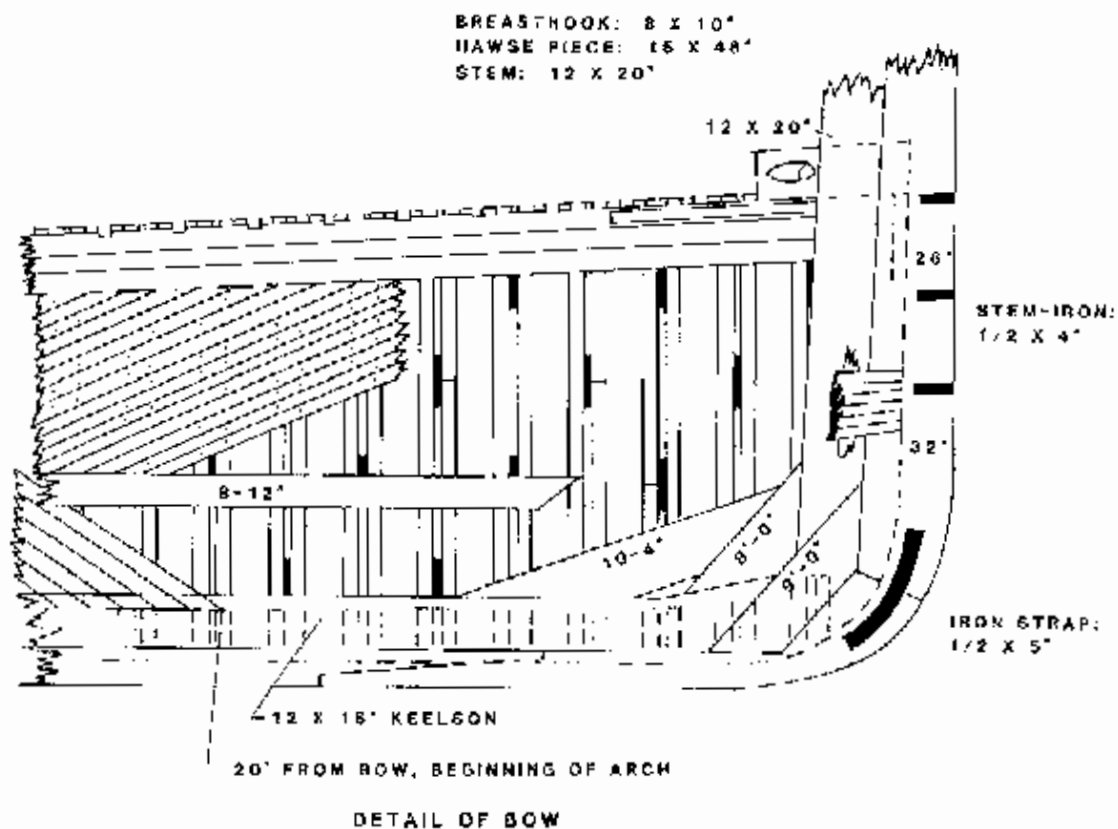 BREASTHOOK: 8 X 10"
HAWSE PIECE: 16 X 48"
STEM: 12 X 20"
12 X 20"
26"
STEM-IRON:
1/2 X 4"
32"
8-12"
10-4"
8'-0"
9'-0"
IRON STRAP:
1/2 X 5"
12 X 16" KEELSON
20' FROM BOW, BEGINNING OF ARCH
DETAIL OF BOW